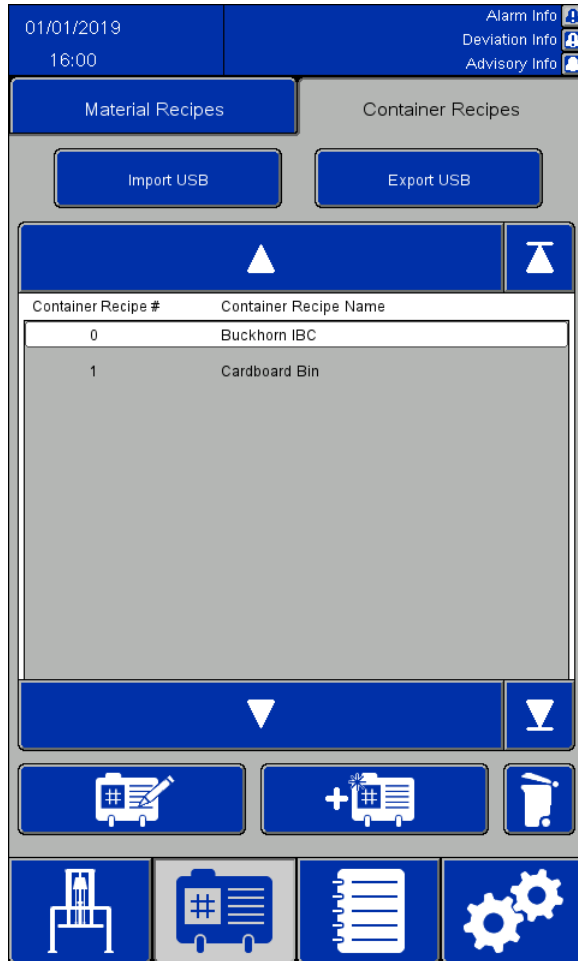 01/01/2019
16:00
Alarm Info
Deviation Info
Advisory Info
Material Recipes
Container Recipes
Import USB
Export USB
Container Recipe # Container Recipe Name
0 Buckhorn IBC
1 Cardboard Bin
#
+ #
#